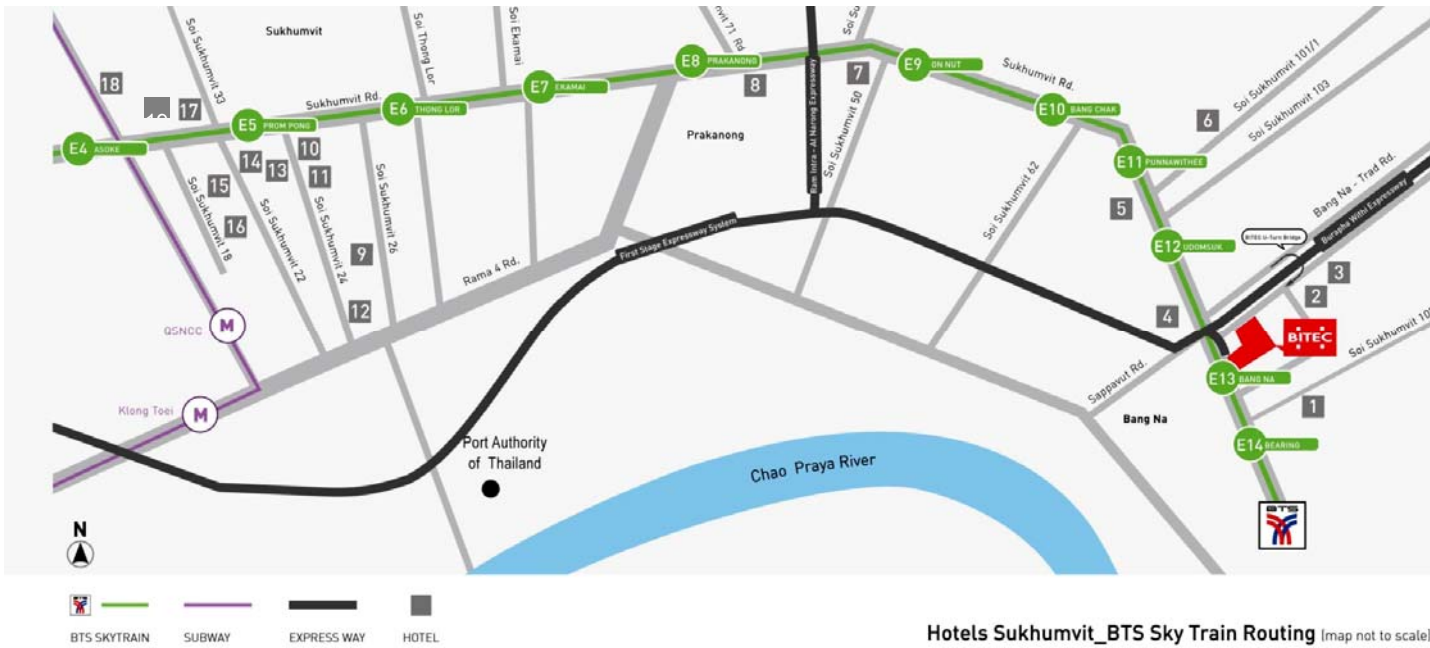 Sukhumvit
Soi Sukhumvit 33
Soi Thong Lor
Soi Ekamai
vit 71 Rd
Soi Su
18
17
Sukhumvit Rd.
E4 ASOKE
E5 PROM PONG
E6 THONG LOR
E7 EKAMAI
E8 PRAKANONG
8
7
E9 ON NUT
Sukhumvit Rd.
E10 BANG CHAK
E11 PUNNAWITHEE
6
Soi Sukhumvit 101/1
Soi Sukhumvit 103
Prakanong
Ram Intra - At Narong Expressway
Soi Sukhumvit 50
Soi Sukhumvit 62
14
13
10
11
15
16
Soi Sukhumvit 18
Soi Sukhumvit 22
Soi Sukhumvit 24
9
Soi Sukhumvit 26
12
First Stage Expressway System
Rama 4 Rd.
5
E12 UDOMSUK
Bang Na - Trad Rd.
Burapha Withi Expressway
BITEC U-Turn Bridge
3
2
4
BITEC
Soi Sukhumvit 10
Sappavut Rd.
E13 BANG NA
Bang Na
1
E14 BEARING
BTS
QSNCC
M
Klong Toei
M
Port Authority
of Thailand
Chao Praya River
N
BTS SKYTRAIN
SUBWAY
EXPRESS WAY
HOTEL
Hotels Sukhumvit_BTS Sky Train Routing (map not to scale)